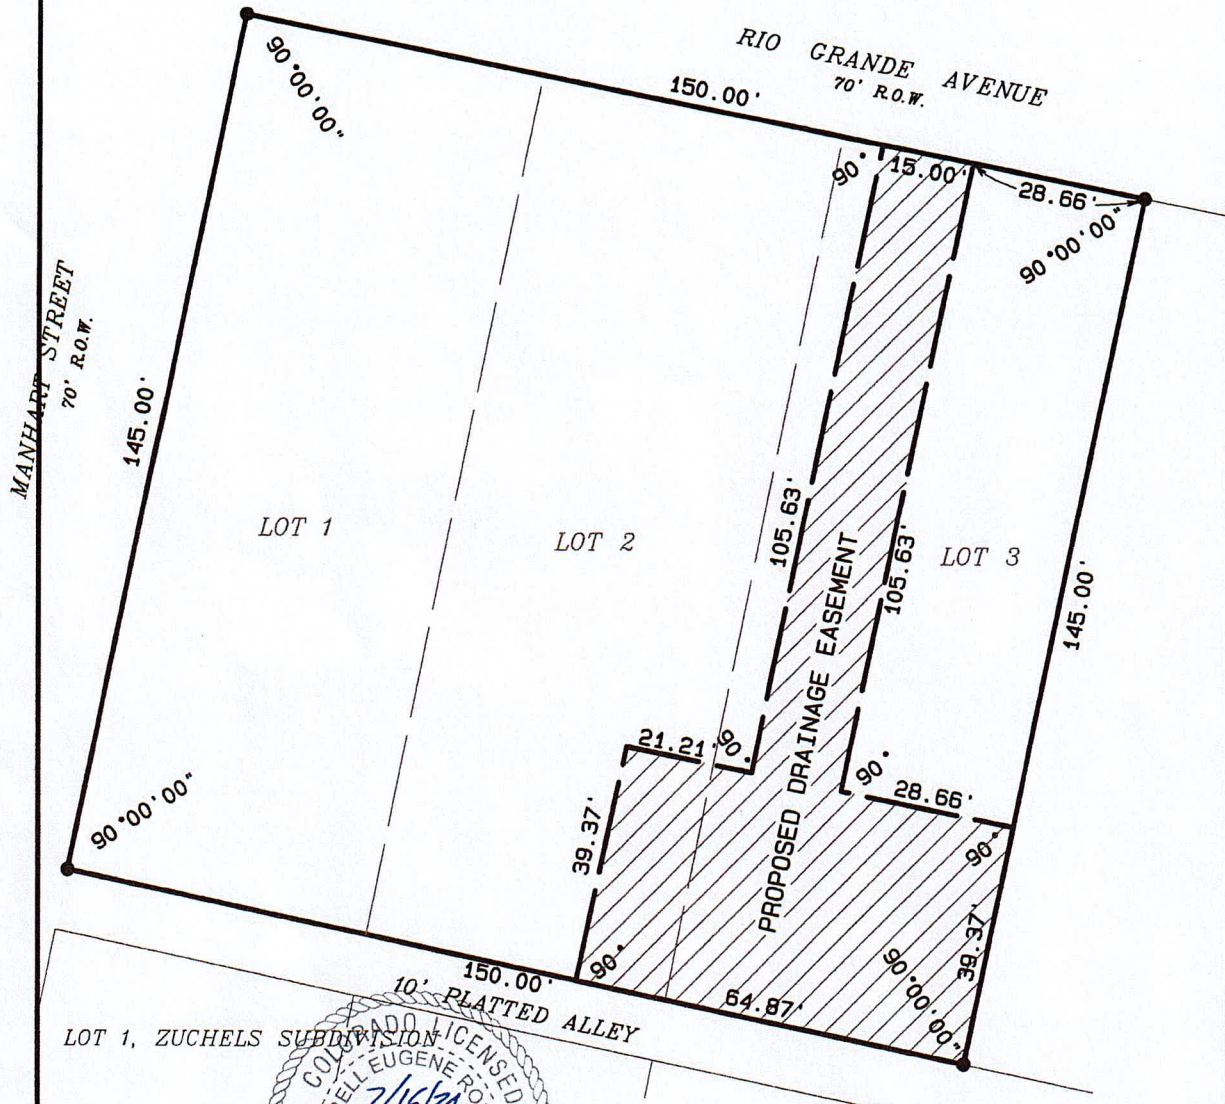 RIO GRANDE AVENUE
70' R.O.W.
150.00'
90°00'00"
90°
15.00'
28.66'
90°00'00"
MANHART STREET
70' R.O.W.
145.00'
LOT 1
LOT 2
105.63'
PROPOSED DRAINAGE EASEMENT
105.63'
LOT 3
145.00'
21.21'
90°
90°
28.66'
90°
39.37'
90°00'00"
39.37'
90°
90°00'00"
150.00'
64.87'
10' PLATTED ALLEY
LOT 1, ZUCHELS SUBDIVISION
COLORADO LICENSED
EUGENE